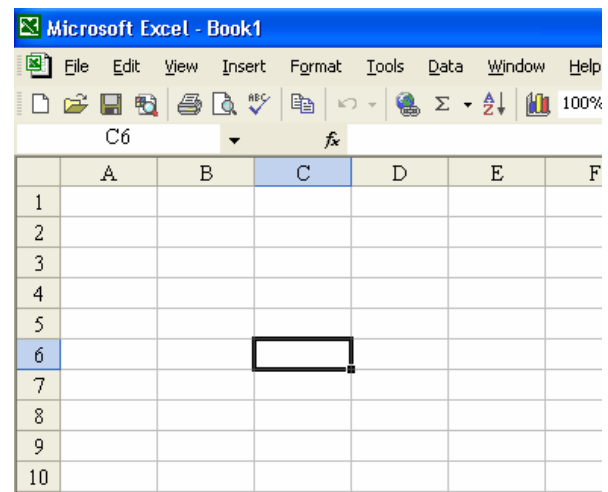 Microsoft Excel - Book1
File Edit View Insert Format Tools Data Window Help
ABC Σ A Z 100%
C6 fx
A B C D E F
1
2
3
4
5
6
7
8
9
10